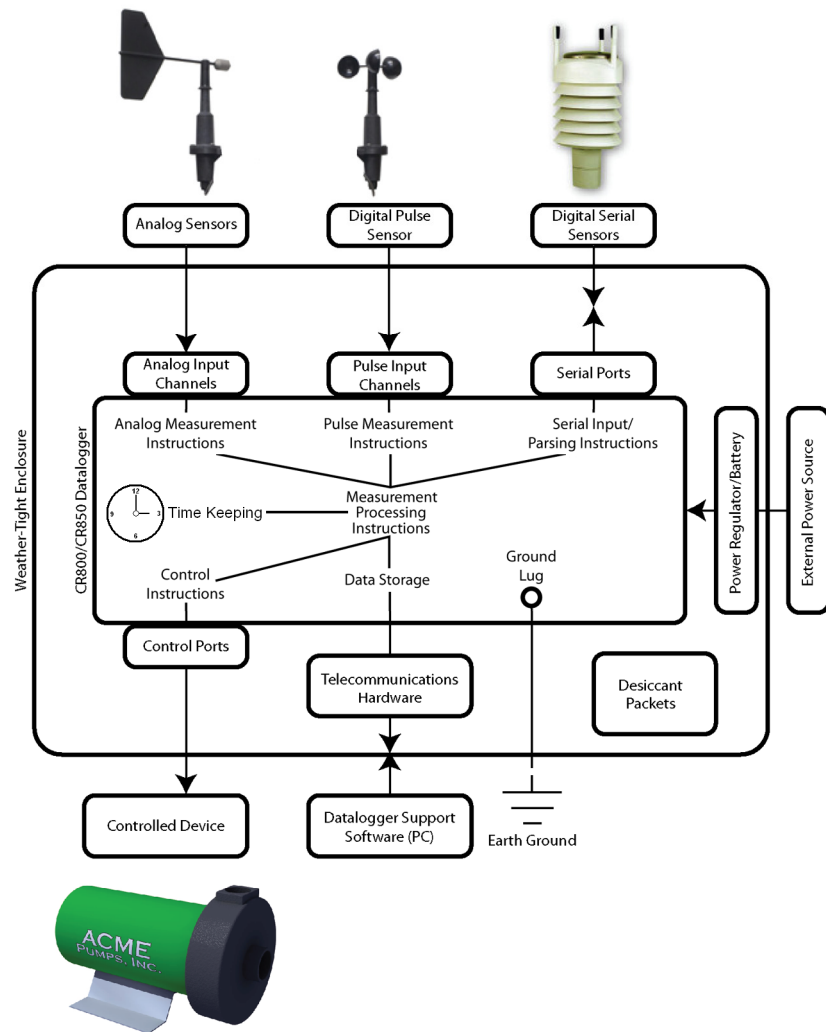 Analog Sensors
Digital Pulse
Sensor
Digital Serial
Sensors
Weather-Tight Enclosure
Analog Input
Channels
Pulse Input
Channels
Serial Ports
CR800/CR850 Datalogger
Analog Measurement
Instructions
Pulse Measurement
Instructions
Serial Input/
Parsing Instructions
12
9
3
6
Time Keeping
Measurement
Processing
Instructions
Control
Instructions
Data Storage
Ground
Lug
Power Regulator/Battery
External Power Source
Control Ports
Telecommunications
Hardware
Desiccant
Packets
Controlled Device
Datalogger Support
Software (PC)
Earth Ground
ACME
PUMPS, INC.